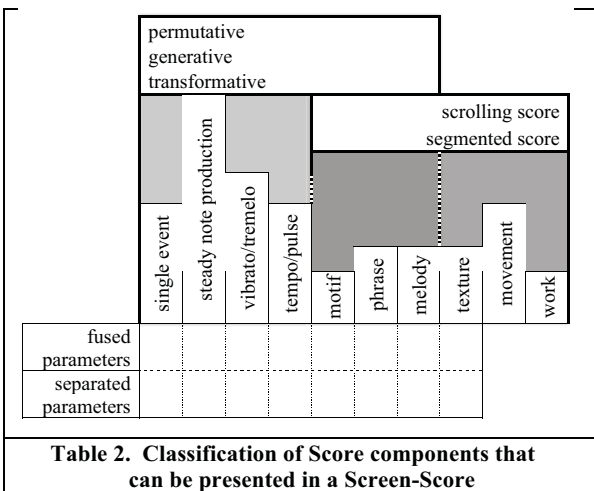 permutative
generative
transformative
scrolling score
segmented score
single event
steady note production
vibrato/tremelo
tempo/pulse
motif
phrase
melody
texture
movement
work
fused
parameters
separated
parameters
Table 2.  Classification of Score components that
can be presented in a Screen-Score